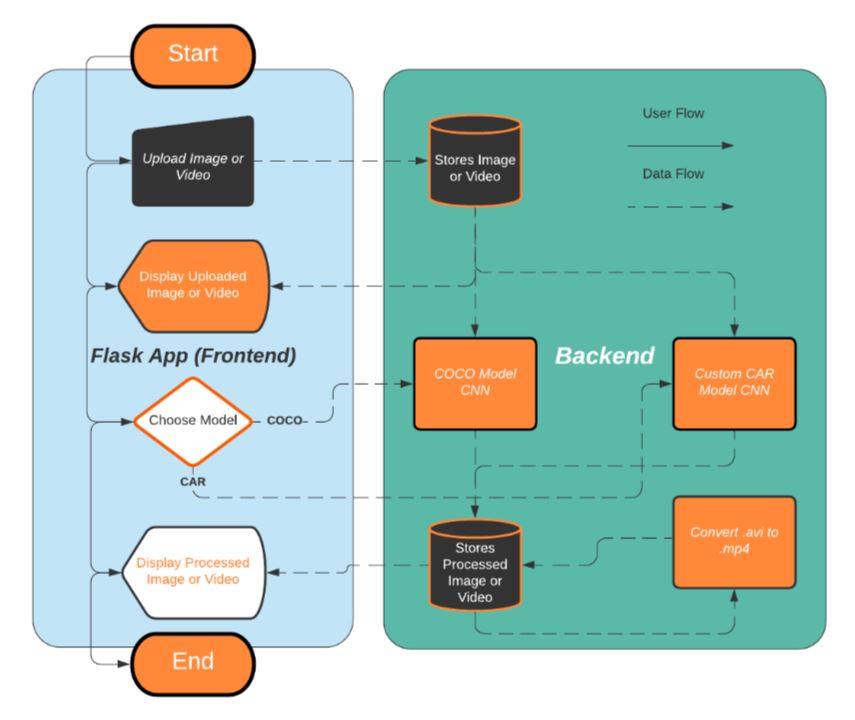 Start
Upload Image or
Video
Stores Image
or Video
User Flow
Data Flow
Display Uploaded
Image or Video
Flask App (Frontend)
Backend
COCO Model
CNN
Custom CAR
Model CNN
Choose Model
COCO
CAR
Display Processed
Image or Video
Stores
Processed
Image or
Video
Convert .avi to
.mp4
End